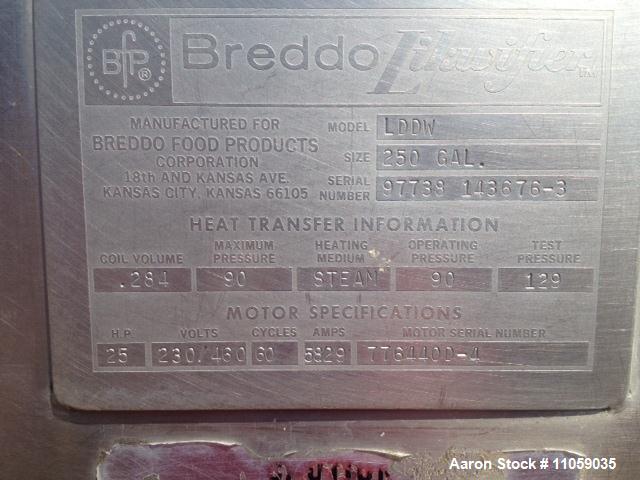 BfP ®
Breddo Likwifier
MANUFACTURED FOR
BREDDO FOOD PRODUCTS
CORPORATION
18th AND KANSAS AVE.
KANSAS CITY, KANSAS 66105
MODEL LDDW
SIZE 250 GAL.
SERIAL NUMBER 97738 143676-3
HEAT TRANSFER INFORMATION
COIL VOLUME MAXIMUM PRESSURE HEATING MEDIUM OPERATING PRESSURE TEST PRESSURE
.284 90 STEAM 90 129
MOTOR SPECIFICATIONS
H.P. VOLTS CYCLES AMPS MOTOR SERIAL NUMBER
25 230/460 60 5829 776440D-4
Aaron Stock # 11059035